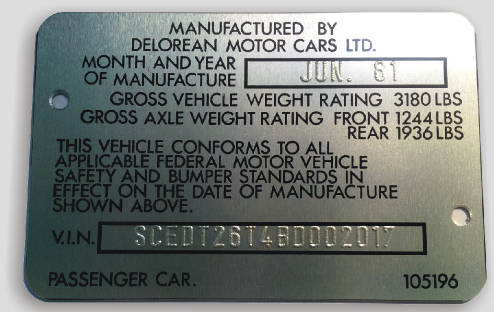 MANUFACTURED BY
DELOREAN MOTOR CARS LTD.
MONTH AND YEAR
OF MANUFACTURE JUN. 81
GROSS VEHICLE WEIGHT RATING 3180 LBS
GROSS AXLE WEIGHT RATING FRONT 1244 LBS
REAR 1936 LBS
THIS VEHICLE CONFORMS TO ALL
APPLICABLE FEDERAL MOTOR VEHICLE
SAFETY AND BUMPER STANDARDS IN
EFFECT ON THE DATE OF MANUFACTURE
SHOWN ABOVE.
V.I.N. SCEDT26T4BD002017
PASSENGER CAR. 105196